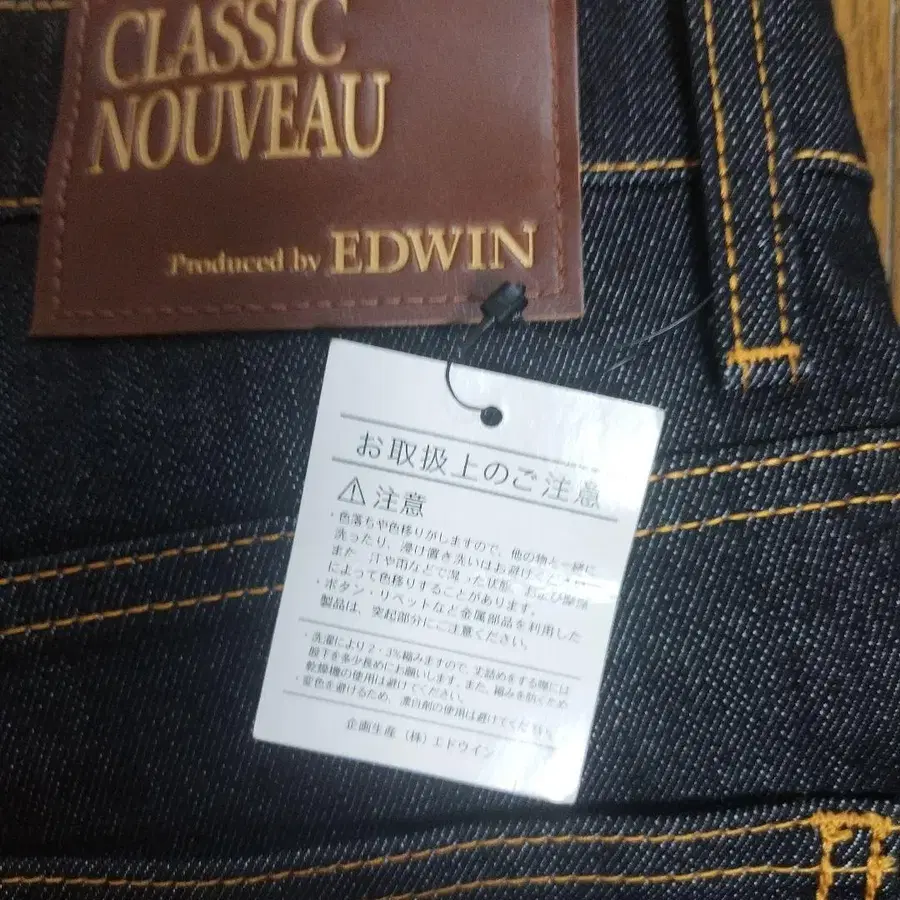 CLASSIC
NOUVEAU
Produced by EDWIN
お取扱上のご注意
⚠注意
・色落ちや色移りがしますので、他の物と一緒に
洗ったり、浸け置き洗いはお避けください。
また、汗や雨などで湿った状態、および摩擦
によって色移りすることがあります。
・ボタン・リベットなど金属部品を利用した
製品は、突起部分にご注意ください。
・洗濯により2・3%縮みますので、丈詰めをする際には
股下を多少長めにお願いします。また、縮みを防ぐため
乾燥機の使用は避けてください。
・変色を避けるため、漂白剤の使用は避けてください。
企画生産 (株) エドウイン